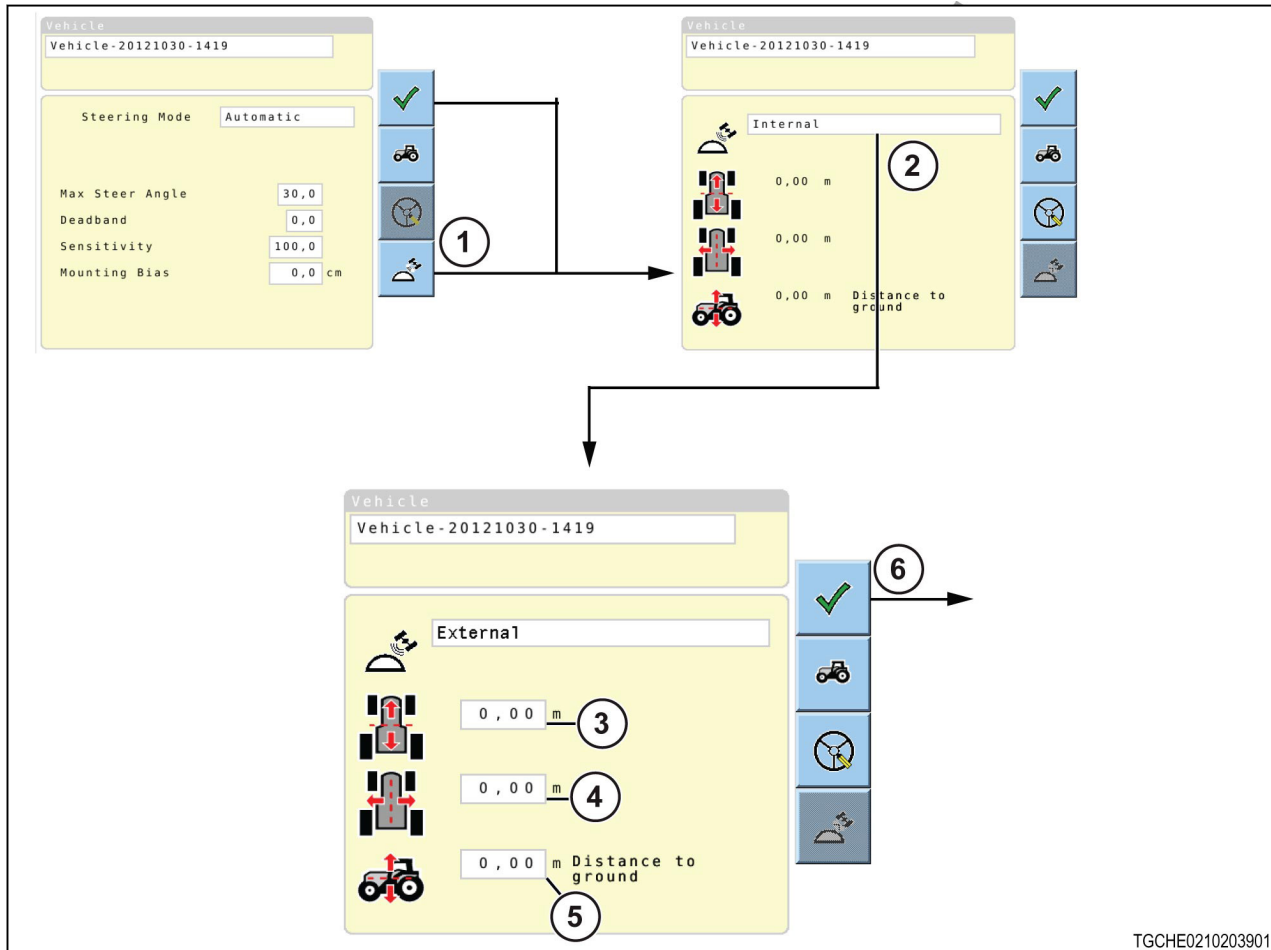 Vehicle
Vehicle-20121030-1419
Steering Mode Automatic
Max Steer Angle 30,0
Deadband 0,0
Sensitivity 100,0
Mounting Bias 0,0 cm
1
Vehicle
Vehicle-20121030-1419
Internal
2
0,00 m
0,00 m
0,00 m Distance to
ground
Vehicle
Vehicle-20121030-1419
6
External
0,00 m 3
0,00 m 4
0,00 m Distance to
ground
5
TGCHE0210203901